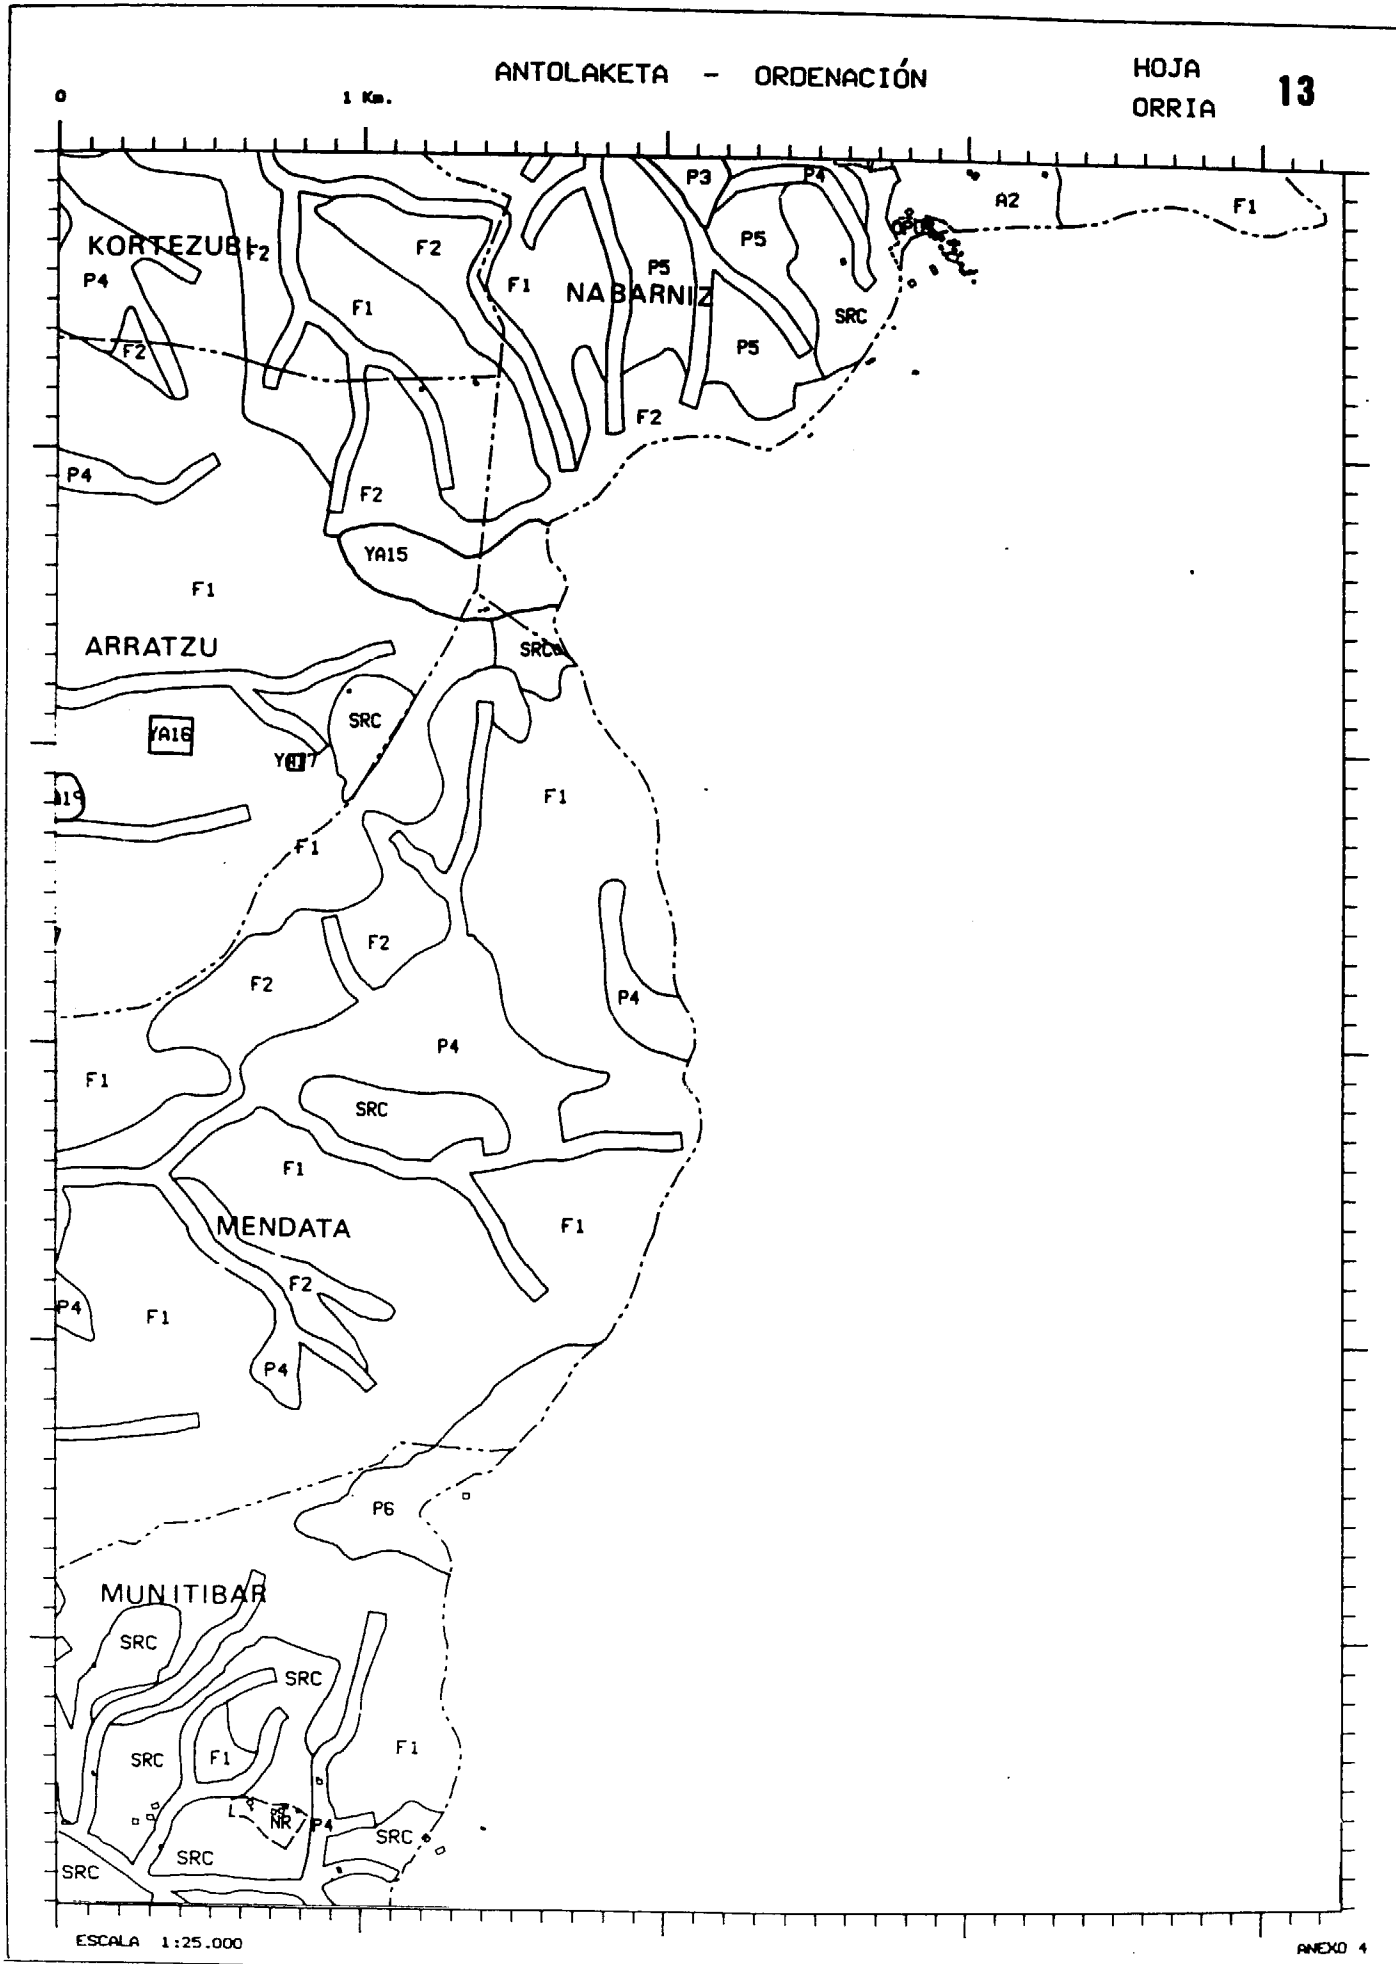 ANTOLAKETA - ORDENACIÓN
HOJA
ORRIA
13
0
1 Km.
P3
P4
A2
F1
KORTEZUBI
F2
F2
P5
P4
F1
F1
P5
NABARNIZ
SRC
F2
P5
F2
P4
F2
YA15
F1
ARRATZU
SRC
SRC
YA16
YA17
F1
F1
F2
F2
P4
P4
F1
SRC
F1
MENDATA
F1
F2
P4
F1
P4
P6
MUNITIBAR
SRC
SRC
SRC
F1
F1
NR
P4
SRC
SRC
SRC
ESCALA 1:25.000
ANEXO 4